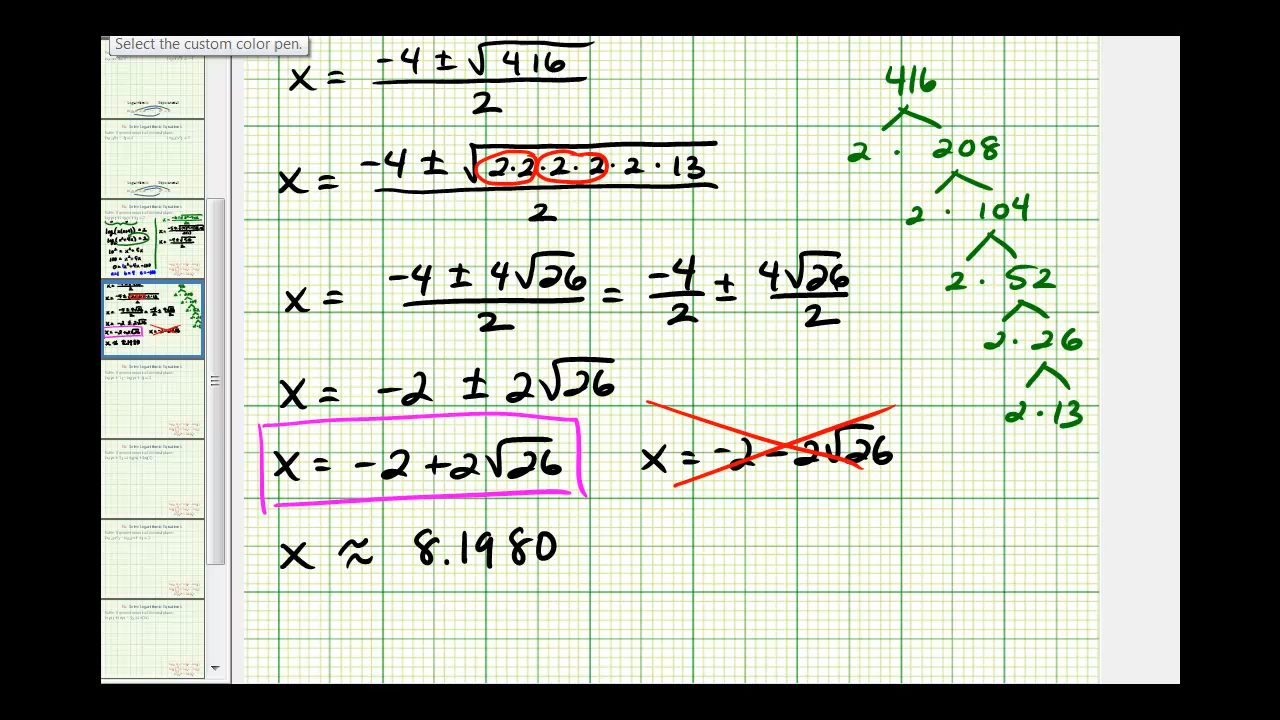 Select the custom color pen.
x = (-4 ± √416)/2
x = (-4 ± √(2·2·2·2·2·13))/2
x = (-4 ± 4√26)/2 = -4/2 ± 4√26/2
x = -2 ± 2√26
x = -2 + 2√26
x = -2 - 2√26
x ≈ 8.1980
416
2 · 208
2 · 104
2 · 52
2 · 26
2 · 13